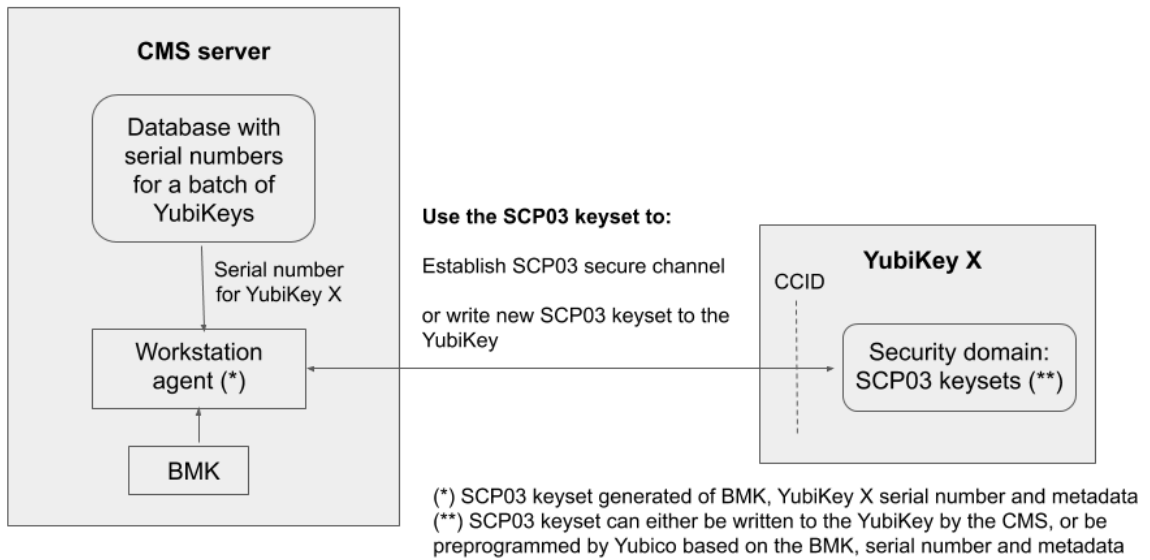 CMS server
Database with
serial numbers
for a batch of
YubiKeys
Serial number
for YubiKey X
Workstation
agent (*)
BMK
Use the SCP03 keyset to:
Establish SCP03 secure channel
or write new SCP03 keyset to the
YubiKey
YubiKey X
CCID
Security domain:
SCP03 keysets (**)
(*) SCP03 keyset generated of BMK, YubiKey X serial number and metadata
(**) SCP03 keyset can either be written to the YubiKey by the CMS, or be
preprogrammed by Yubico based on the BMK, serial number and metadata